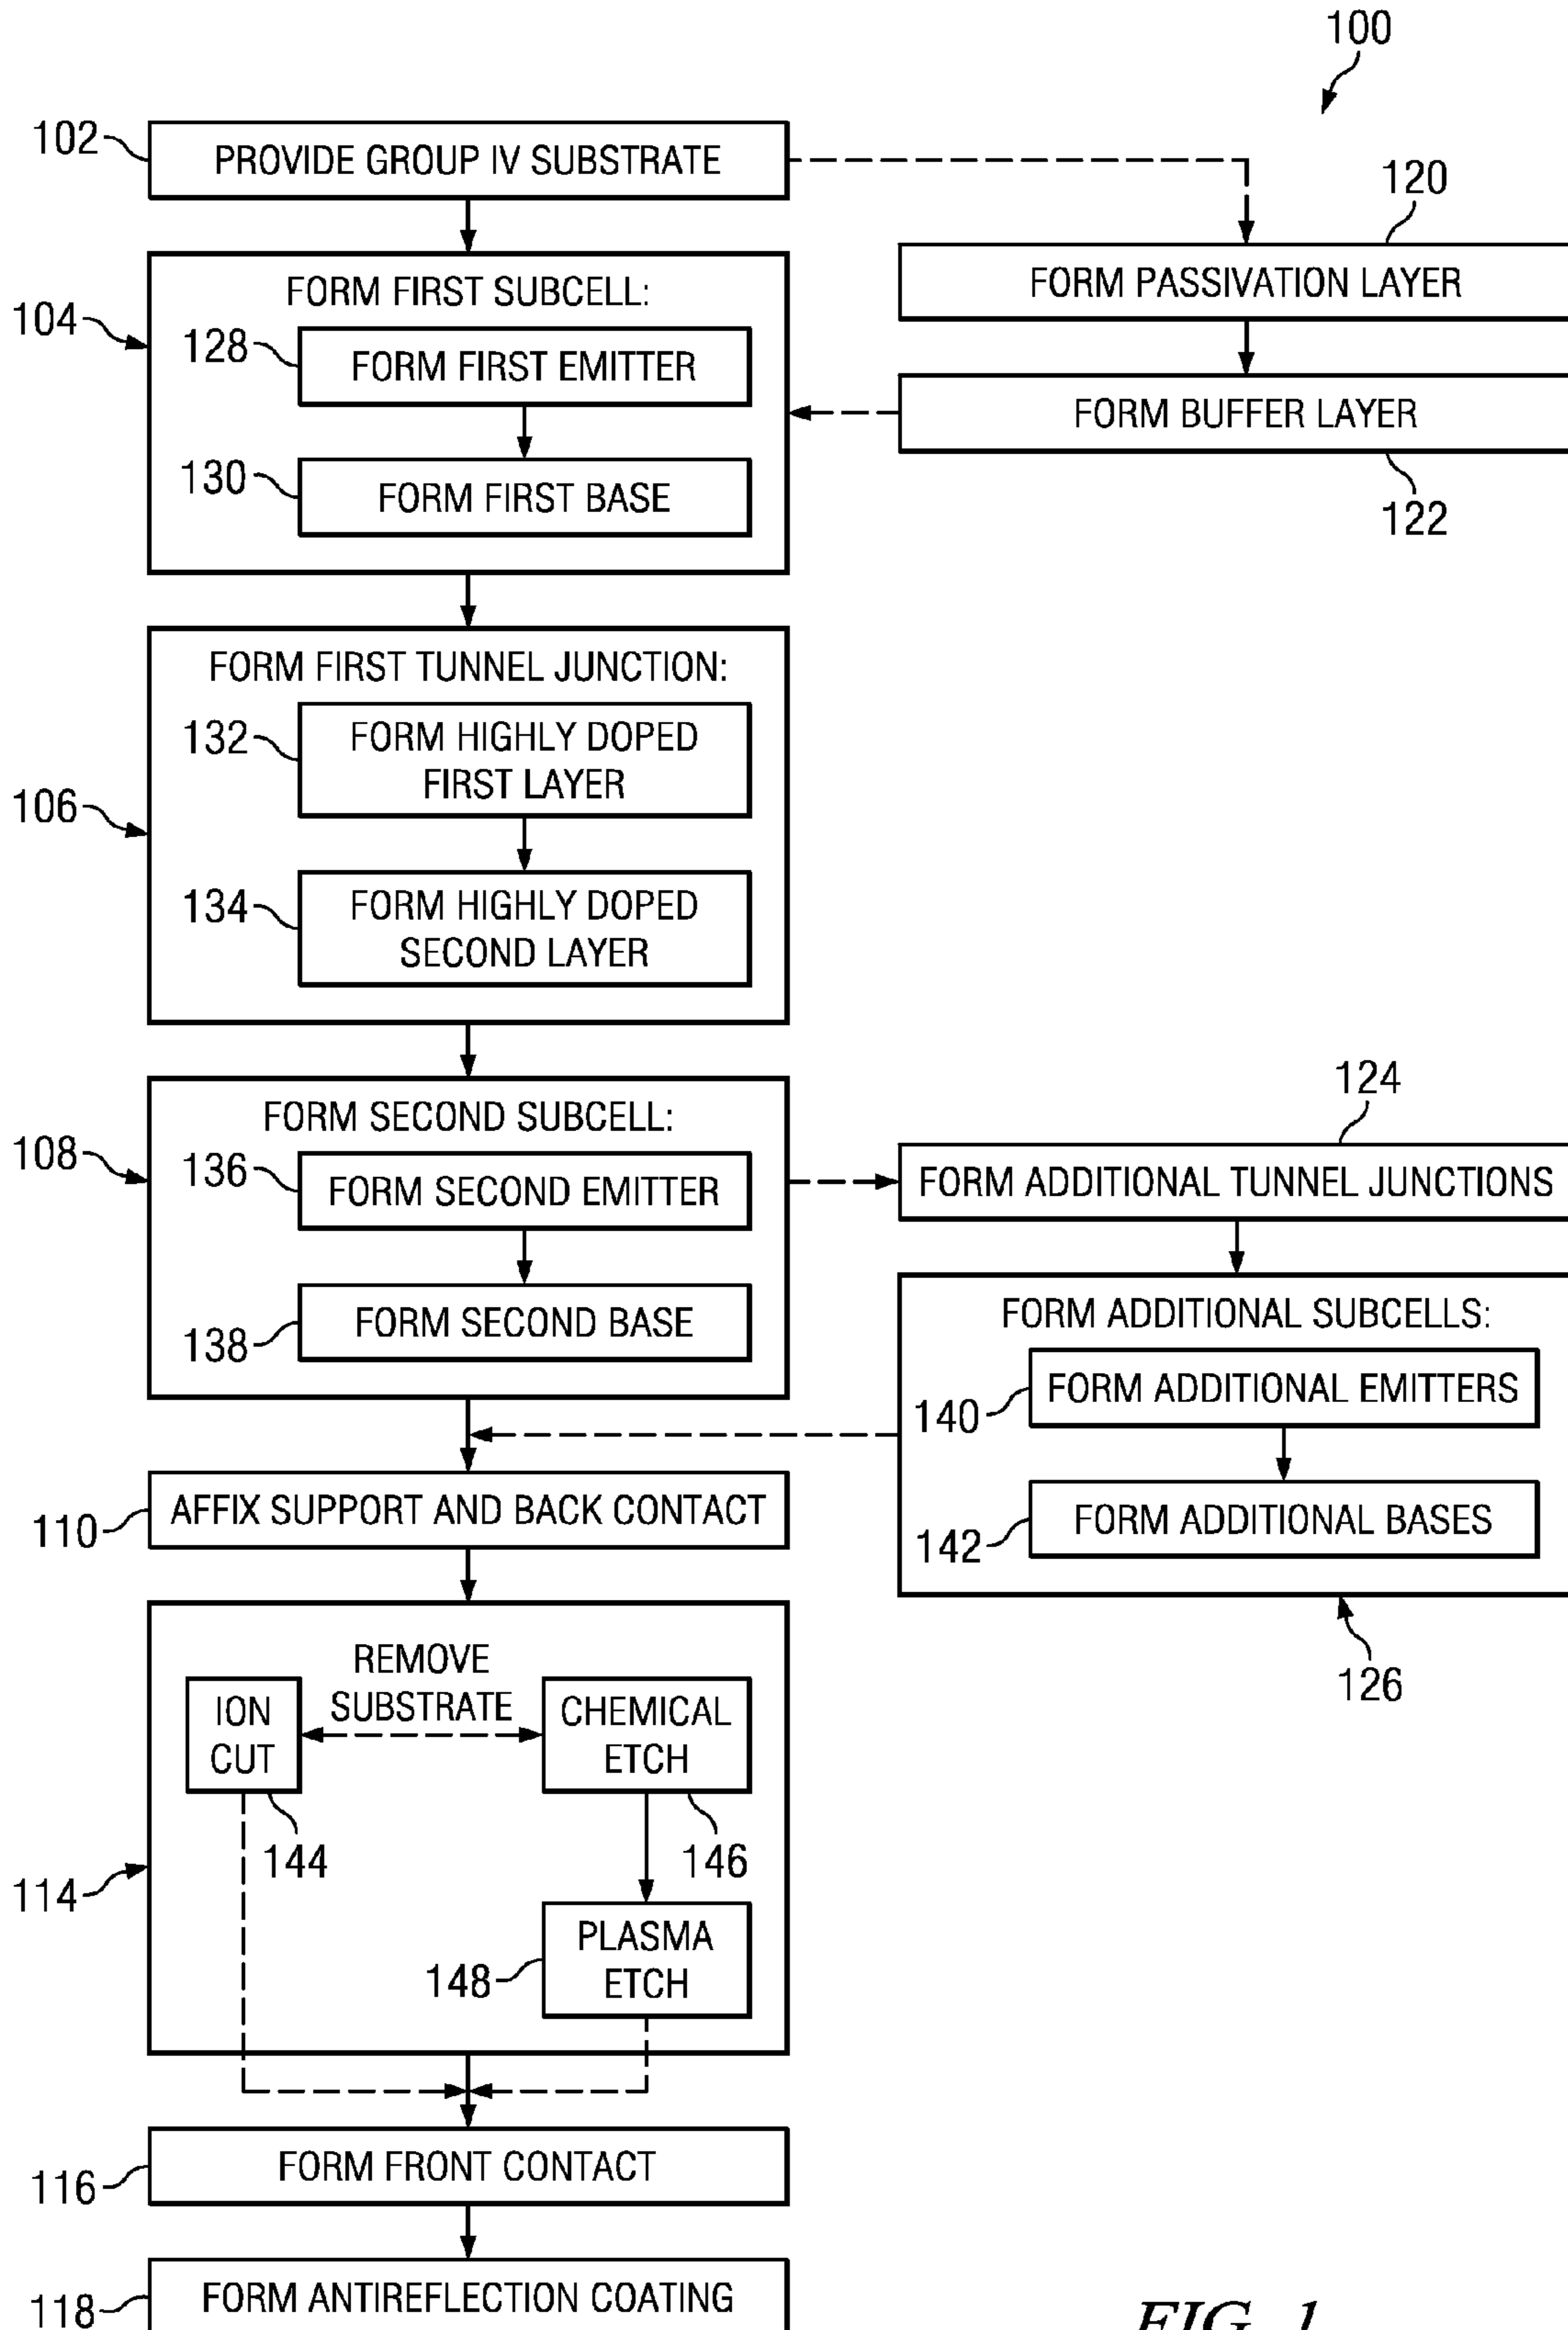 100
102
PROVIDE GROUP IV SUBSTRATE
120
FORM PASSIVATION LAYER
FORM BUFFER LAYER
122
104
FORM FIRST SUBCELL:
128
FORM FIRST EMITTER
130
FORM FIRST BASE
106
FORM FIRST TUNNEL JUNCTION:
132
FORM HIGHLY DOPED
FIRST LAYER
134
FORM HIGHLY DOPED
SECOND LAYER
108
FORM SECOND SUBCELL:
136
FORM SECOND EMITTER
138
FORM SECOND BASE
124
FORM ADDITIONAL TUNNEL JUNCTIONS
FORM ADDITIONAL SUBCELLS:
140
FORM ADDITIONAL EMITTERS
142
FORM ADDITIONAL BASES
126
110
AFFIX SUPPORT AND BACK CONTACT
114
REMOVE
SUBSTRATE
ION
CUT
144
CHEMICAL
ETCH
146
148
PLASMA
ETCH
116
FORM FRONT CONTACT
118
FORM ANTIREFLECTION COATING
FIG. 1